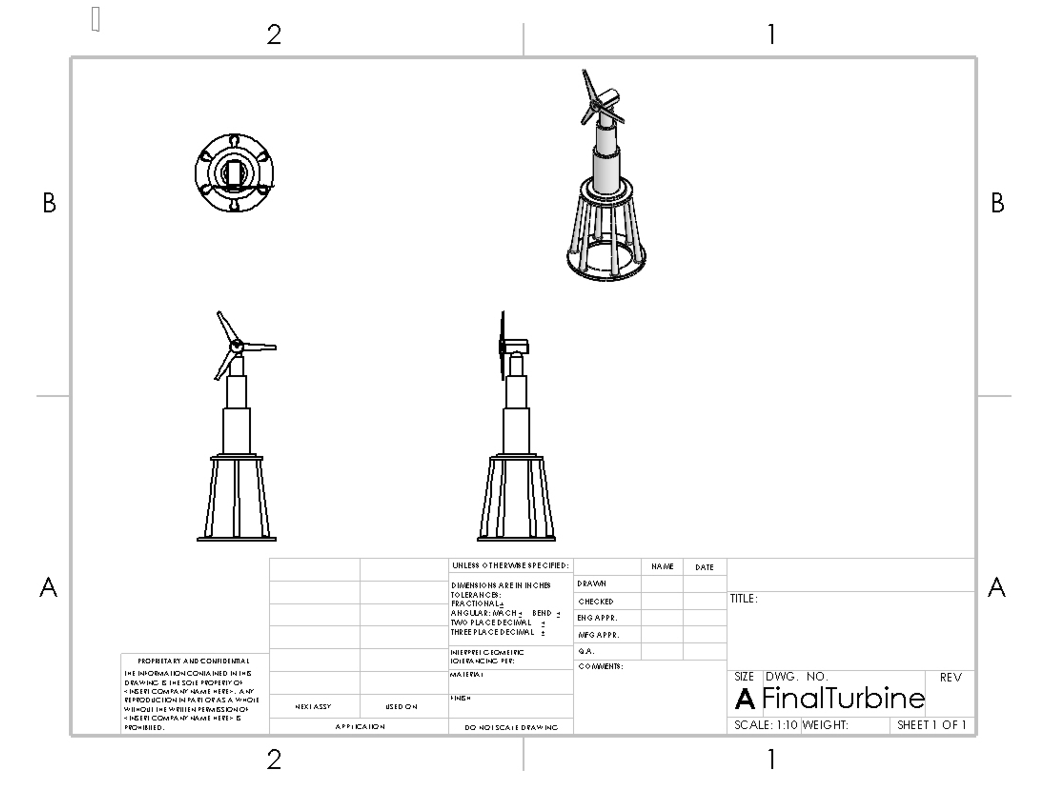 2 1
B B
A A
UNLESS OTHERWISE SPECIFIED:
DIMENSIONS ARE IN INCHES
TOLERANCES:
FRACTIONAL ±
ANGULAR: MACH ± BEND ±
TWO PLACE DECIMAL ±
THREE PLACE DECIMAL ±
INTERPRET GEOMETRIC
TOLERANCING PER:
MATERIAL
FINISH
DO NOT SCALE DRAWING
NAME DATE
DRAWN
CHECKED
ENG APPR.
MFG APPR.
Q.A.
COMMENTS:
TITLE:
SIZE DWG. NO. REV
A FinalTurbine
SCALE: 1:10 WEIGHT: SHEET 1 OF 1
PROPRIETARY AND CONFIDENTIAL
THE INFORMATION CONTAINED IN THIS
DRAWING IS THE SOLE PROPERTY OF
<INSERT COMPANY NAME HERE>. ANY
REPRODUCTION IN PART OR AS A WHOLE
WITHOUT THE WRITTEN PERMISSION OF
<INSERT COMPANY NAME HERE> IS
PROHIBITED.
NEXT ASSY USED ON
APPLICATION
2 1